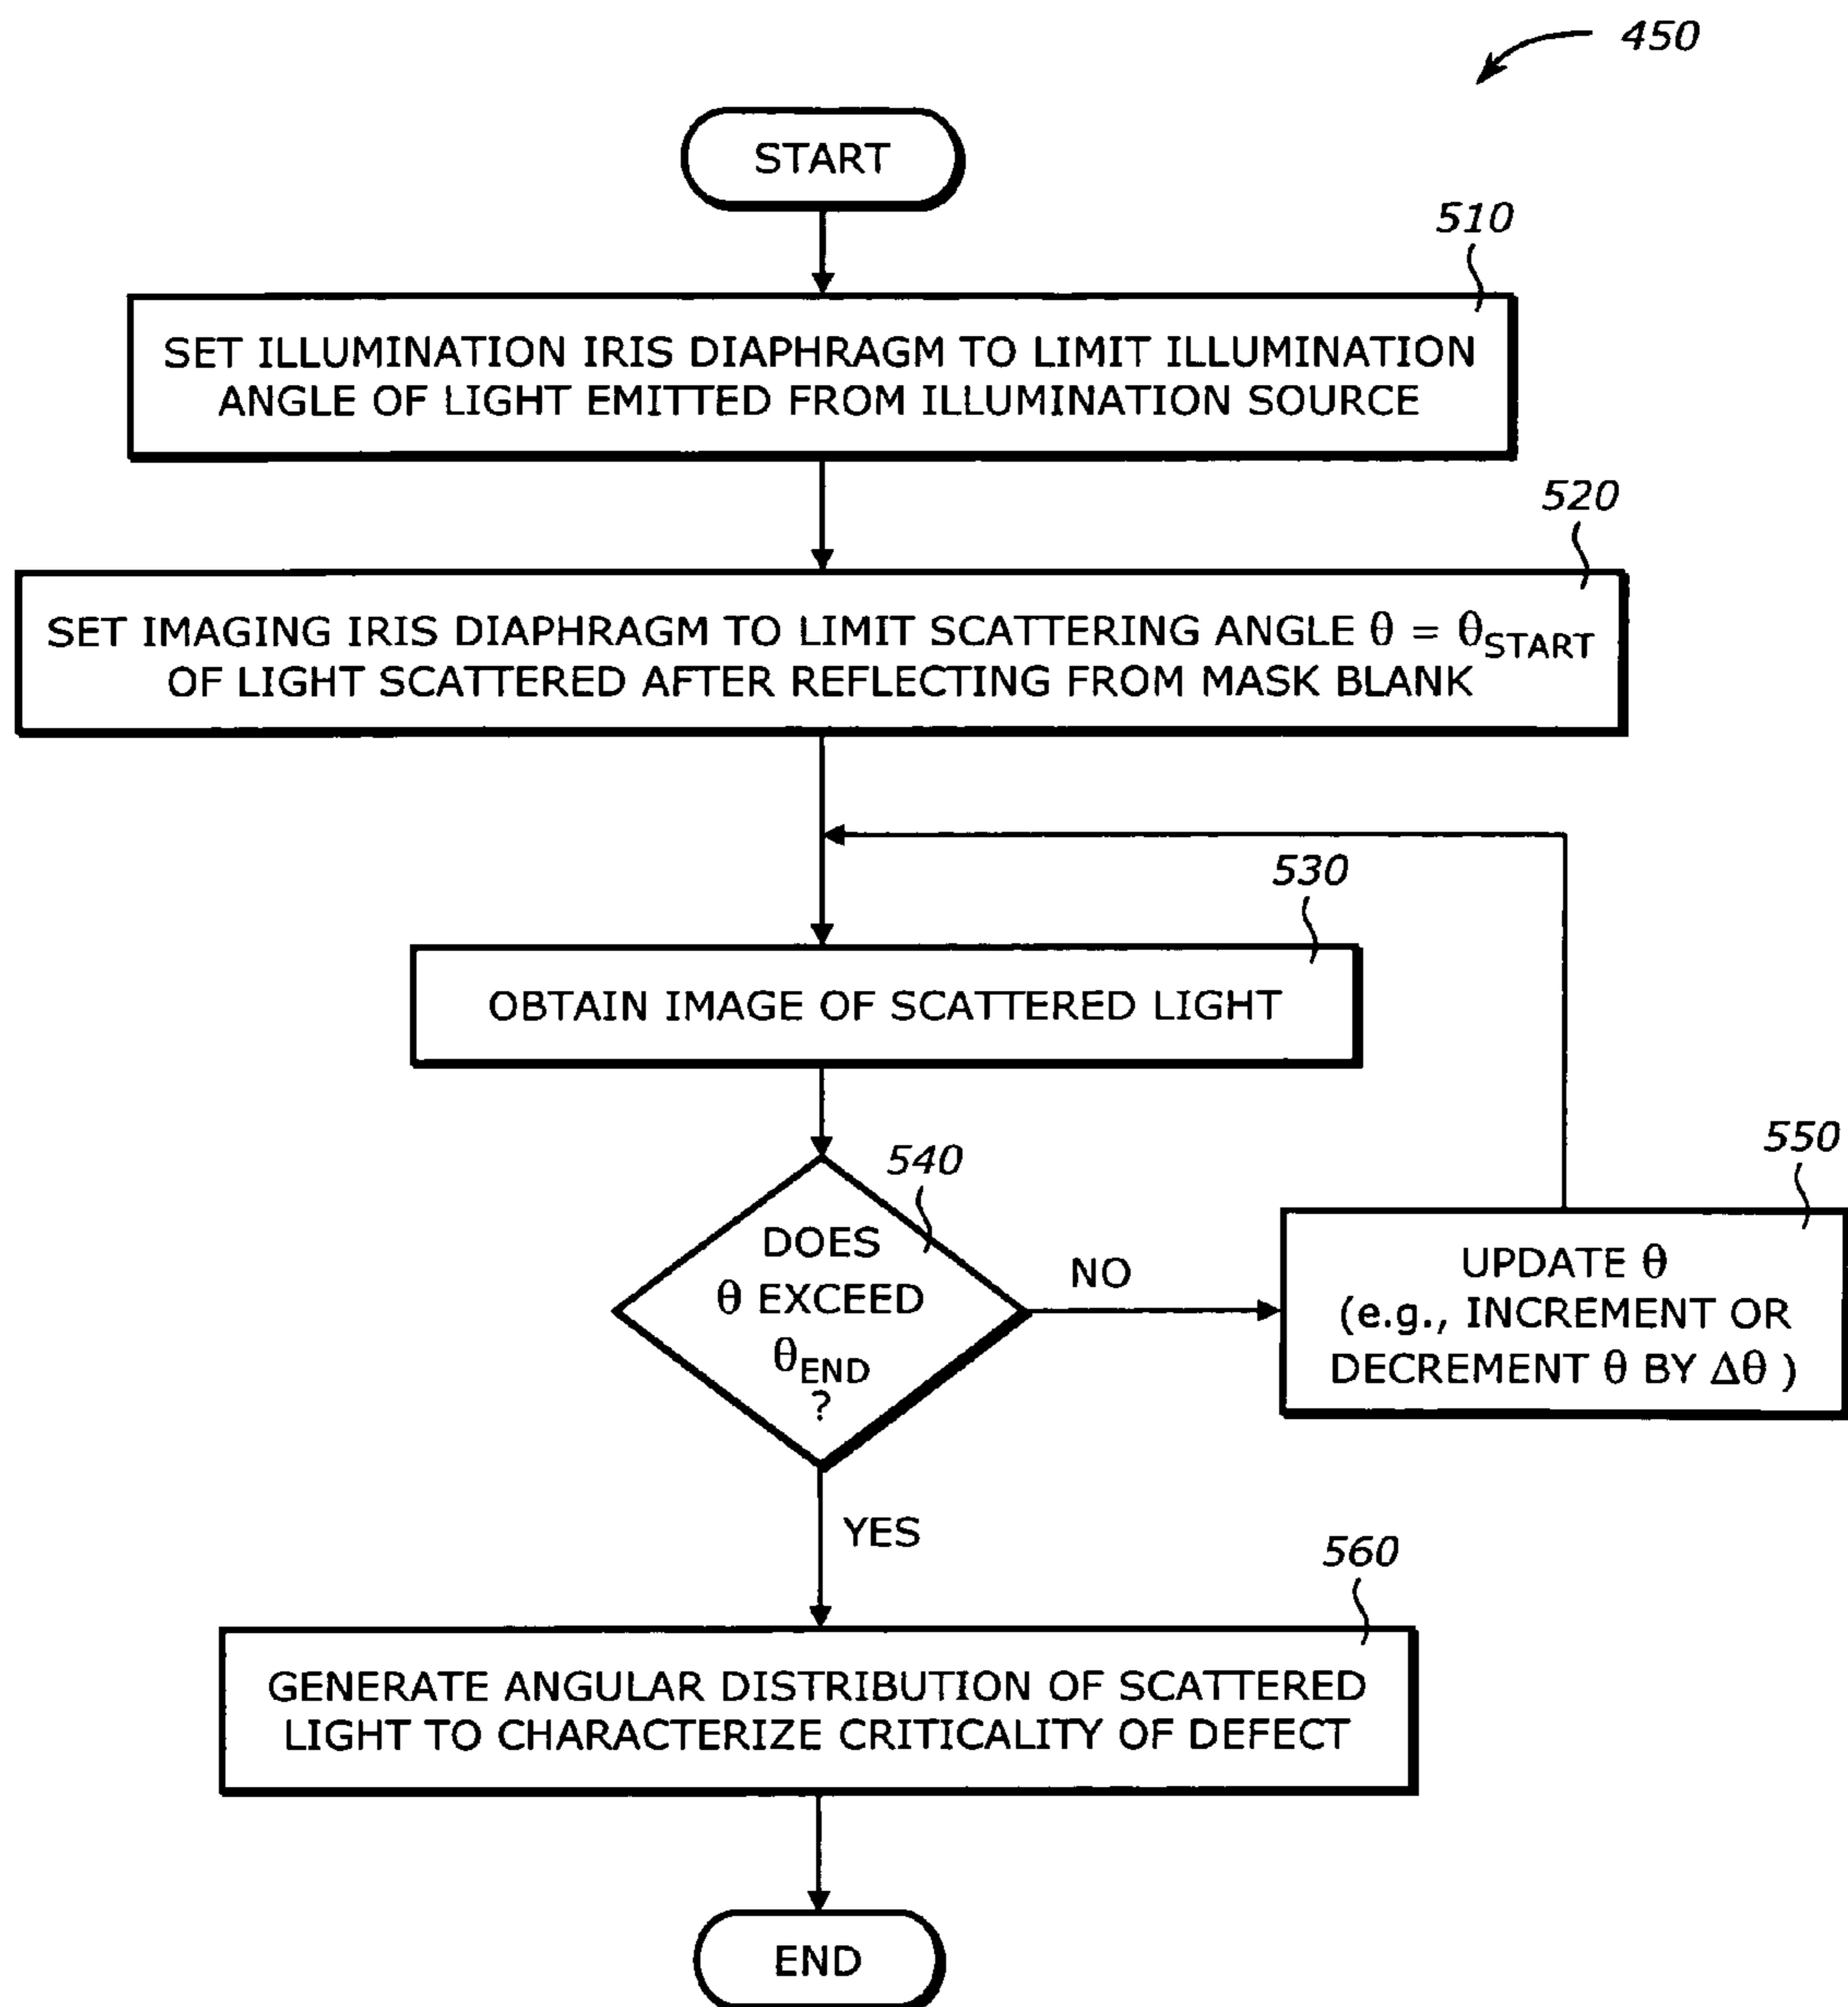 450
START
510
SET ILLUMINATION IRIS DIAPHRAGM TO LIMIT ILLUMINATION
ANGLE OF LIGHT EMITTED FROM ILLUMINATION SOURCE
520
SET IMAGING IRIS DIAPHRAGM TO LIMIT SCATTERING ANGLE θ = θSTART
OF LIGHT SCATTERED AFTER REFLECTING FROM MASK BLANK
530
OBTAIN IMAGE OF SCATTERED LIGHT
540
DOES
θ EXCEED
θEND
?
NO
550
UPDATE θ
(e.g., INCREMENT OR
DECREMENT θ BY Δθ )
YES
560
GENERATE ANGULAR DISTRIBUTION OF SCATTERED
LIGHT TO CHARACTERIZE CRITICALITY OF DEFECT
END